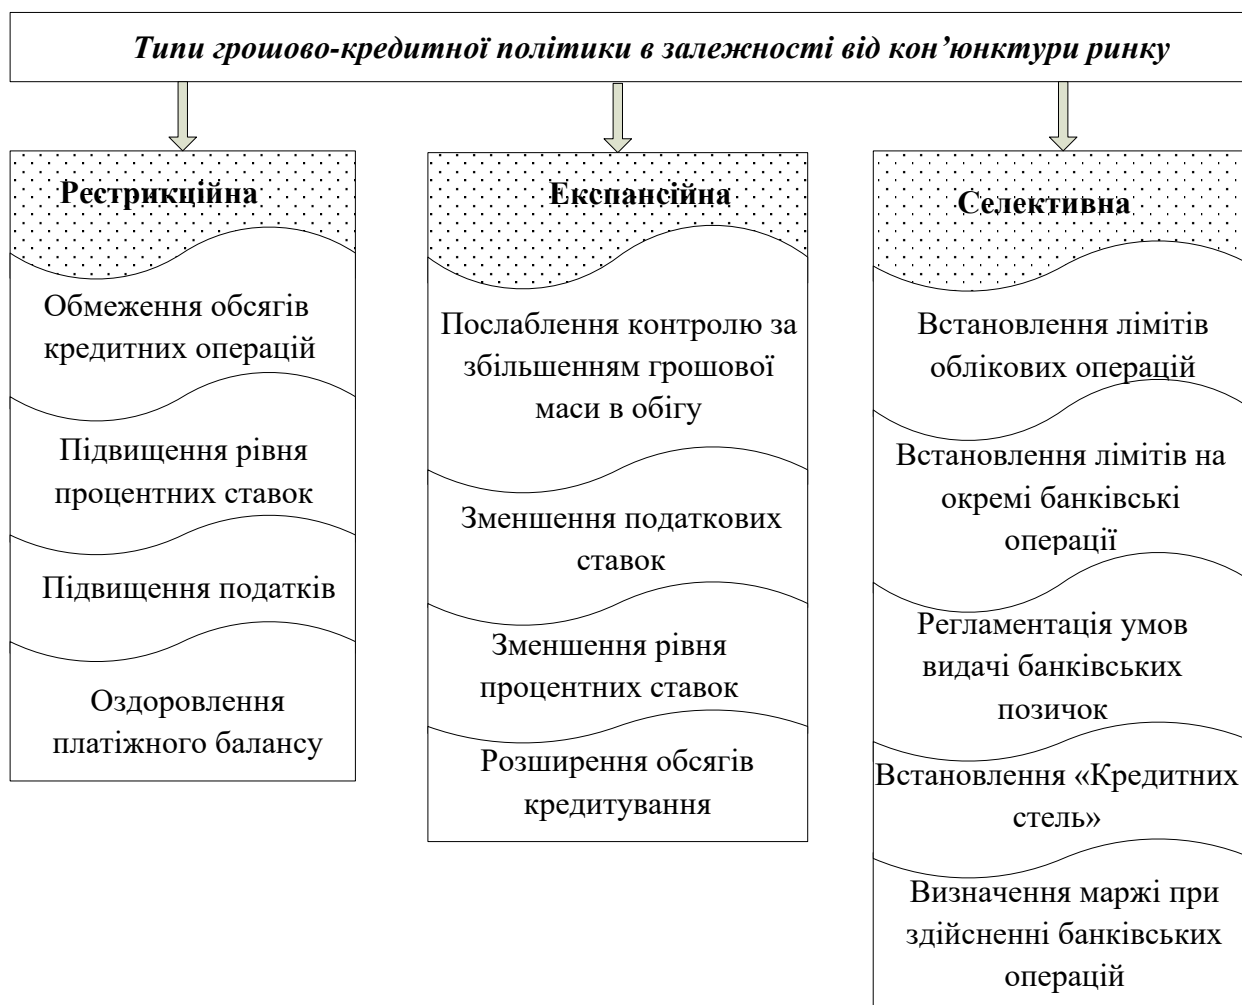 Типи грошово-кредитної політики в залежності від кон’юнктури ринку
Рестрикційна
Обмеження обсягів
кредитних операцій
Підвищення рівня
процентних ставок
Підвищення податків
Оздоровлення
платіжного балансу
Експансійна
Послаблення контролю за
збільшенням грошової
маси в обігу
Зменшення податкових
ставок
Зменшення рівня
процентних ставок
Розширення обсягів
кредитування
Селективна
Встановлення лімітів
облікових операцій
Встановлення лімітів на
окремі банківські
операції
Регламентація умов
видачі банківських
позичок
Встановлення «Кредитних
стель»
Визначення маржі при
здійсненні банківських
операцій